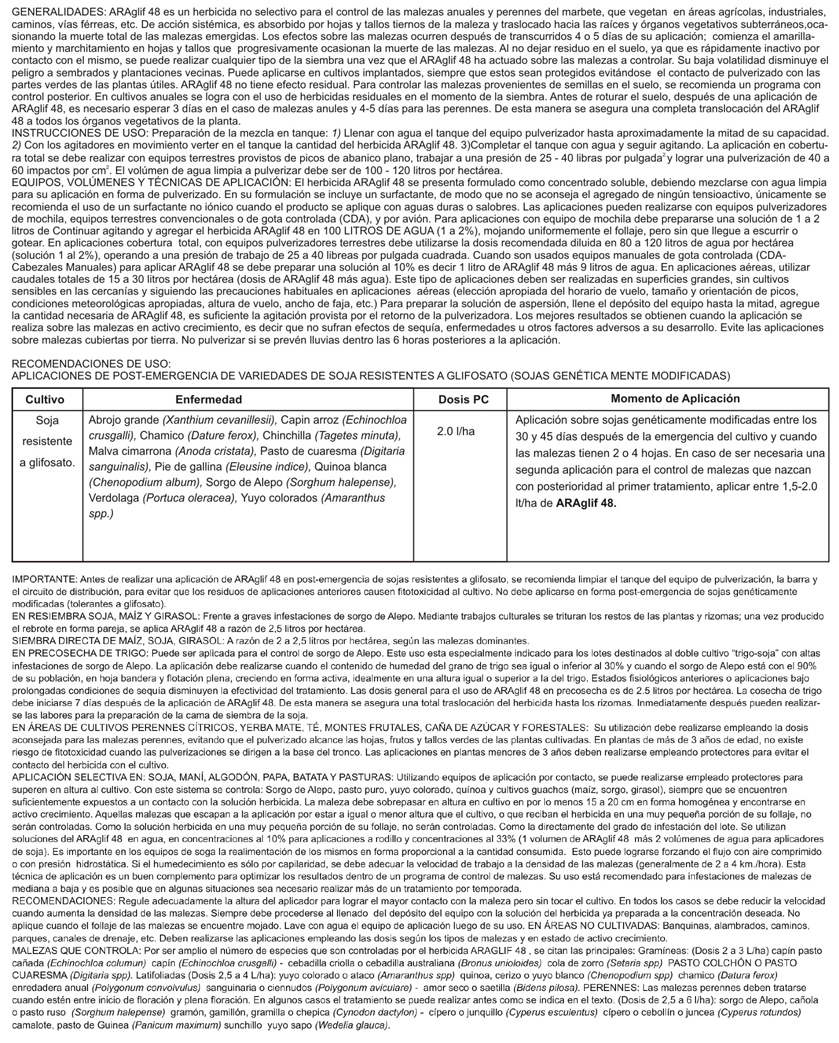 GENERALIDADES: ARAglif 48 es un herbicida no selectivo para el control de las malezas anuales y perennes del marbete, que vegetan en áreas agrícolas, industriales,
caminos, vías férreas, etc. De acción sistémica, es absorbido por hojas y tallos tiernos de la maleza y traslocado hacia las raíces y órganos vegetativos subterráneos,oca-
sionando la muerte total de las malezas emergidas. Los efectos sobre las malezas ocurren después de transcurridos 4 o 5 días de su aplicación; comienza el amarilla-
miento y marchitamiento en hojas y tallos que progresivamente ocasionan la muerte de las malezas. Al no dejar residuo en el suelo, ya que es rápidamente inactivo por
contacto con el mismo, se puede realizar cualquier tipo de la siembra una vez que el ARAglif 48 ha actuado sobre las malezas a controlar. Su baja volatilidad disminuye el
peligro a sembrados y plantaciones vecinas. Puede aplicarse en cultivos implantados, siempre que estos sean protegidos evitándose el contacto de pulverizado con las
partes verdes de las plantas útiles. ARAglif 48 no tiene efecto residual. Para controlar las malezas provenientes de semillas en el suelo, se recomienda un programa con
control posterior. En cultivos anuales se logra con el uso de herbicidas residuales en el momento de la siembra. Antes de roturar el suelo, después de una aplicación de
ARAglif 48, es necesario esperar 3 días en el caso de malezas anules y 4-5 días para las perennes. De esta manera se asegura una completa translocación del ARAglif
48 a todos los órganos vegetativos de la planta.
INSTRUCCIONES DE USO: Preparación de la mezcla en tanque: 1) Llenar con agua el tanque del equipo pulverizador hasta aproximadamente la mitad de su capacidad.
2) Con los agitadores en movimiento verter en el tanque la cantidad del herbicida ARAglif 48. 3)Completar el tanque con agua y seguir agitando. La aplicación en cobertu-
ra total se debe realizar con equipos terrestres provistos de picos de abanico plano, trabajar a una presión de 25 - 40 libras por pulgada² y lograr una pulverización de 40 a
60 impactos por cm². El volúmen de agua limpia a pulverizar debe ser de 100 - 120 litros por hectárea.
EQUIPOS, VOLÚMENES Y TÉCNICAS DE APLICACIÓN: El herbicida ARAglif 48 se presenta formulado como concentrado soluble, debiendo mezclarse con agua limpia
para su aplicación en forma de pulverizado. En su formulación se incluye un surfactante, de modo que no se aconseja el agregado de ningún tensioactivo, únicamente se
recomienda el uso de un surfactante no iónico cuando el producto se aplique con aguas duras o salobres. Las aplicaciones pueden realizarse con equipos pulverizadores
de mochila, equipos terrestres convencionales o de gota controlada (CDA), y por avión. Para aplicaciones con equipo de mochila debe prepararse una solución de 1 a 2
litros de Continuar agitando y agregar el herbicida ARAglif 48 en 100 LITROS DE AGUA (1 a 2%), mojando uniformemente el follaje, pero sin que llegue a escurrir o
gotear. En aplicaciones cobertura total, con equipos pulverizadores terrestres debe utilizarse la dosis recomendada diluida en 80 a 120 litros de agua por hectárea
(solución 1 al 2%), operando a una presión de trabajo de 25 a 40 libreas por pulgada cuadrada. Cuando son usados equipos manuales de gota controlada (CDA-
Cabezales Manuales) para aplicar ARAglif 48 se debe preparar una solución al 10% es decir 1 litro de ARAglif 48 más 9 litros de agua. En aplicaciones aéreas, utilizar
caudales totales de 15 a 30 litros por hectárea (dosis de ARAglif 48 más agua). Este tipo de aplicaciones deben ser realizadas en superficies grandes, sin cultivos
sensibles en las cercanías y siguiendo las precauciones habituales en aplicaciones aéreas (elección apropiada del horario de vuelo, tamaño y orientación de picos,
condiciones meteorológicas apropiadas, altura de vuelo, ancho de faja, etc.) Para preparar la solución de aspersión, llene el depósito del equipo hasta la mitad, agregue
la cantidad necesaria de ARAglif 48, es suficiente la agitación provista por el retorno de la pulverizadora. Los mejores resultados se obtienen cuando la aplicación se
realiza sobre las malezas en activo crecimiento, es decir que no sufran efectos de sequía, enfermedades u otros factores adversos a su desarrollo. Evite las aplicaciones
sobre malezas cubiertas por tierra. No pulverizar si se prevén lluvias dentro las 6 horas posteriores a la aplicación.
RECOMENDACIONES DE USO:
APLICACIONES DE POST-EMERGENCIA DE VARIEDADES DE SOJA RESISTENTES A GLIFOSATO (SOJAS GENÉTICA MENTE MODIFICADAS)
Cultivo Enfermedad Dosis PC Momento de Aplicación
Soja
resistente
a glifosato.
Abrojo grande (Xanthium cevanillesii), Capin arroz (Echinochloa
crusgalli), Chamico (Dature ferox), Chinchilla (Tagetes minuta),
Malva cimarrona (Anoda cristata), Pasto de cuaresma (Digitaria
sanguinalis), Pie de gallina (Eleusine indice), Quinoa blanca
(Chenopodium album), Sorgo de Alepo (Sorghum halepense),
Verdolaga (Portuca oleracea), Yuyo colorados (Amaranthus
spp.)
2.0 l/ha
Aplicación sobre sojas genéticamente modificadas entre los
30 y 45 días después de la emergencia del cultivo y cuando
las malezas tienen 2 o 4 hojas. En caso de ser necesaria una
segunda aplicación para el control de malezas que nazcan
con posterioridad al primer tratamiento, aplicar entre 1,5-2.0
lt/ha de ARAglif 48.
IMPORTANTE: Antes de realizar una aplicación de ARAglif 48 en post-emergencia de sojas resistentes a glifosato, se recomienda limpiar el tanque del equipo de pulverización, la barra y
el circuito de distribución, para evitar que los residuos de aplicaciones anteriores causen fitotoxicidad al cultivo. No debe aplicarse en forma post-emergencia de sojas genéticamente
modificadas (tolerantes a glifosato).
EN RESIEMBRA SOJA, MAÍZ Y GIRASOL: Frente a graves infestaciones de sorgo de Alepo. Mediante trabajos culturales se trituran los restos de las plantas y rizomas; una vez producido
el rebrote en forma pareja, se aplica ARAglif 48 a razón de 2,5 litros por hectárea.
SIEMBRA DIRECTA DE MAÍZ, SOJA, GIRASOL: A razón de 2 a 2,5 litros por hectárea, según las malezas dominantes.
EN PRECOSECHA DE TRIGO: Puede ser aplicada para el control de sorgo de Alepo. Este uso esta especialmente indicado para los lotes destinados al doble cultivo "trigo-soja" con altas
infestaciones de sorgo de Alepo. La aplicación debe realizarse cuando el contenido de humedad del grano de trigo sea igual o inferior al 30% y cuando el sorgo de Alepo está con el 90%
de su población, en hoja bandera y flotación plena, creciendo en forma activa, idealmente en una altura igual o superior a la del trigo. Estados fisiológicos anteriores o aplicaciones bajo
prolongadas condiciones de sequía disminuyen la efectividad del tratamiento. Las dosis general para el uso de ARAglif 48 en precosecha es de 2.5 litros por hectárea. La cosecha de trigo
debe iniciarse 7 días después de la aplicación de ARAglif 48. De esta manera se asegura una total traslocación del herbicida hasta los rizomas. Inmediatamente después pueden realizar-
se las labores para la preparación de la cama de siembra de la soja.
EN ÁREAS DE CULTIVOS PERENNES CÍTRICOS, YERBA MATE, TÉ, MONTES FRUTALES, CAÑA DE AZÚCAR Y FORESTALES: Su utilización debe realizarse empleando la dosis
aconsejada para las malezas perennes, evitando que el pulverizado alcance las hojas, frutos y tallos verdes de las plantas cultivadas. En plantas de más de 3 años de edad, no existe
riesgo de fitotoxicidad cuando las pulverizaciones se dirigen a la base del tronco. Las aplicaciones en plantas menores de 3 años deben realizarse empleando protectores para evitar el
contacto del herbicida con el cultivo.
APLICACIÓN SELECTIVA EN: SOJA, MANÍ, ALGODÓN, PAPA, BATATA Y PASTURAS: Utilizando equipos de aplicación por contacto, se puede realizarse empleado protectores para
superen en altura al cultivo. Con este sistema se controla: Sorgo de Alepo, pasto puro, yuyo colorado, quínoa y cultivos guachos (maíz, sorgo, girasol), siempre que se encuentren
suficientemente expuestos a un contacto con la solución herbicida. La maleza debe sobrepasar en altura en cultivo en por lo menos 15 a 20 cm en forma homogénea y encontrarse en
activo crecimiento. Aquellas malezas que escapan a la aplicación por estar a igual o menor altura que el cultivo, o que reciban el herbicida en una muy pequeña porción de su follaje, no
serán controladas. Como la solución herbicida en una muy pequeña porción de su follaje, no serán controladas. Como la directamente del grado de infestación del lote. Se utilizan
soluciones del ARAglif 48 en agua, en concentraciones al 10% para aplicaciones a rodillo y concentraciones al 33% (1 volumen de ARAglif 48 más 2 volúmenes de agua para aplicadores
de soja). Es importante en los equipos de soga la realimentación de los mismos en forma proporcional a la cantidad consumida. Esto puede lograrse forzando el flujo con aire comprimido
o con presión hidrostática. Si el humedecimiento es sólo por capilaridad, se debe adecuar la velocidad de trabajo a la densidad de las malezas (generalmente de 2 a 4 km./hora). Esta
técnica de aplicación es un buen complemento para optimizar los resultados dentro de un programa de control de malezas. Su uso está recomendado para infestaciones de malezas de
mediana a baja y es posible que en algunas situaciones sea necesario realizar más de un tratamiento por temporada.
RECOMENDACIONES: Regule adecuadamente la altura del aplicador para lograr el mayor contacto con la maleza pero sin tocar el cultivo. En todos los casos se debe reducir la velocidad
cuando aumenta la densidad de las malezas. Siempre debe procederse al llenado del depósito del equipo con la solución del herbicida ya preparada a la concentración deseada. No
aplique cuando el follaje de las malezas se encuentre mojado. Lave con agua el equipo de aplicación luego de su uso. EN ÁREAS NO CULTIVADAS: Banquinas, alambrados, caminos,
parques, canales de drenaje, etc. Deben realizarse las aplicaciones empleando las dosis según los tipos de malezas y en estado de activo crecimiento.
MALEZAS QUE CONTROLA: Por ser amplio el número de especies que son controladas por el herbicida ARAGLIF 48 , se citan las principales: Gramíneas: (Dosis 2 a 3 L/ha) capín pasto
cañada (Echinochloa columun) capín (Echinochloa crusgalli) - cebadilla criolla o cebadilla australiana (Bronus unioloides) cola de zorro (Setaria spp) PASTO COLCHÓN O PASTO
CUARESMA (Digitaria spp). Latifoliadas (Dosis 2,5 a 4 L/ha): yuyo colorado o ataco (Amaranthus spp) quinoa, cerizo o yuyo blanco (Chenopodium spp) chamico (Datura ferox)
enredadera anual (Polygonum convoivulus) sanguinaria o ciennudos (Polygonum aviculare) - amor seco o saetilla (Bidens pilosa). PERENNES: Las malezas perennes deben tratarse
cuando estén entre inicio de floración y plena floración. En algunos casos el tratamiento se puede realizar antes como se indica en el texto. (Dosis de 2,5 a 6 l/ha): sorgo de Alepo, cañola
o pasto ruso (Sorghum halepense) gramón, gamillón, gramilla o chepica (Cynodon dactylon) - cípero o junquillo (Cyperus esculentus) cípero o cebollín o juncea (Cyperus rotundos)
camalote, pasto de Guinea (Panicum maximum) sunchillo yuyo sapo (Wedelia glauca).